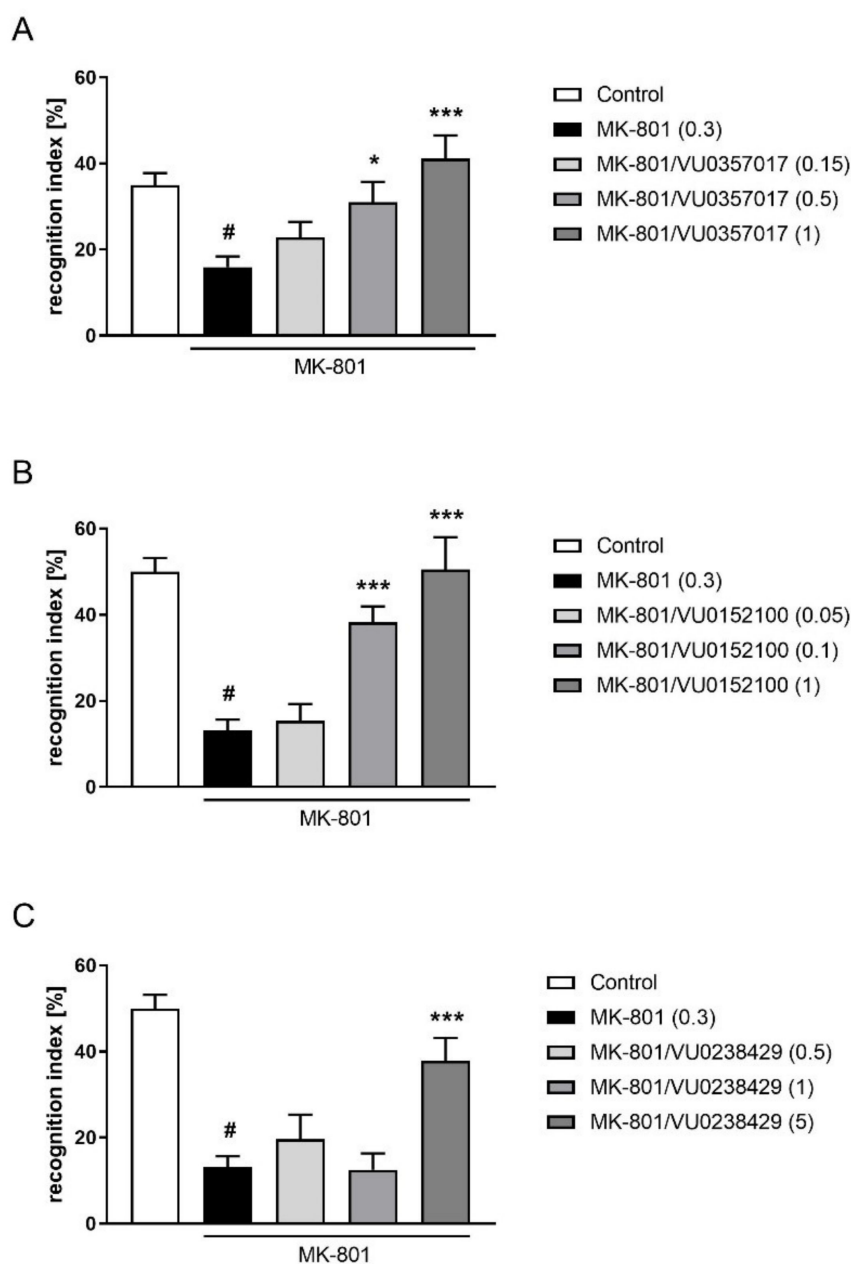 A
recognition index [%]
60
40
20
0
#
*
***
MK-801
Control
MK-801 (0.3)
MK-801/VU0357017 (0.15)
MK-801/VU0357017 (0.5)
MK-801/VU0357017 (1)
B
recognition index [%]
60
40
20
0
#
***
***
MK-801
Control
MK-801 (0.3)
MK-801/VU0152100 (0.05)
MK-801/VU0152100 (0.1)
MK-801/VU0152100 (1)
C
recognition index [%]
60
40
20
0
#
***
MK-801
Control
MK-801 (0.3)
MK-801/VU0238429 (0.5)
MK-801/VU0238429 (1)
MK-801/VU0238429 (5)